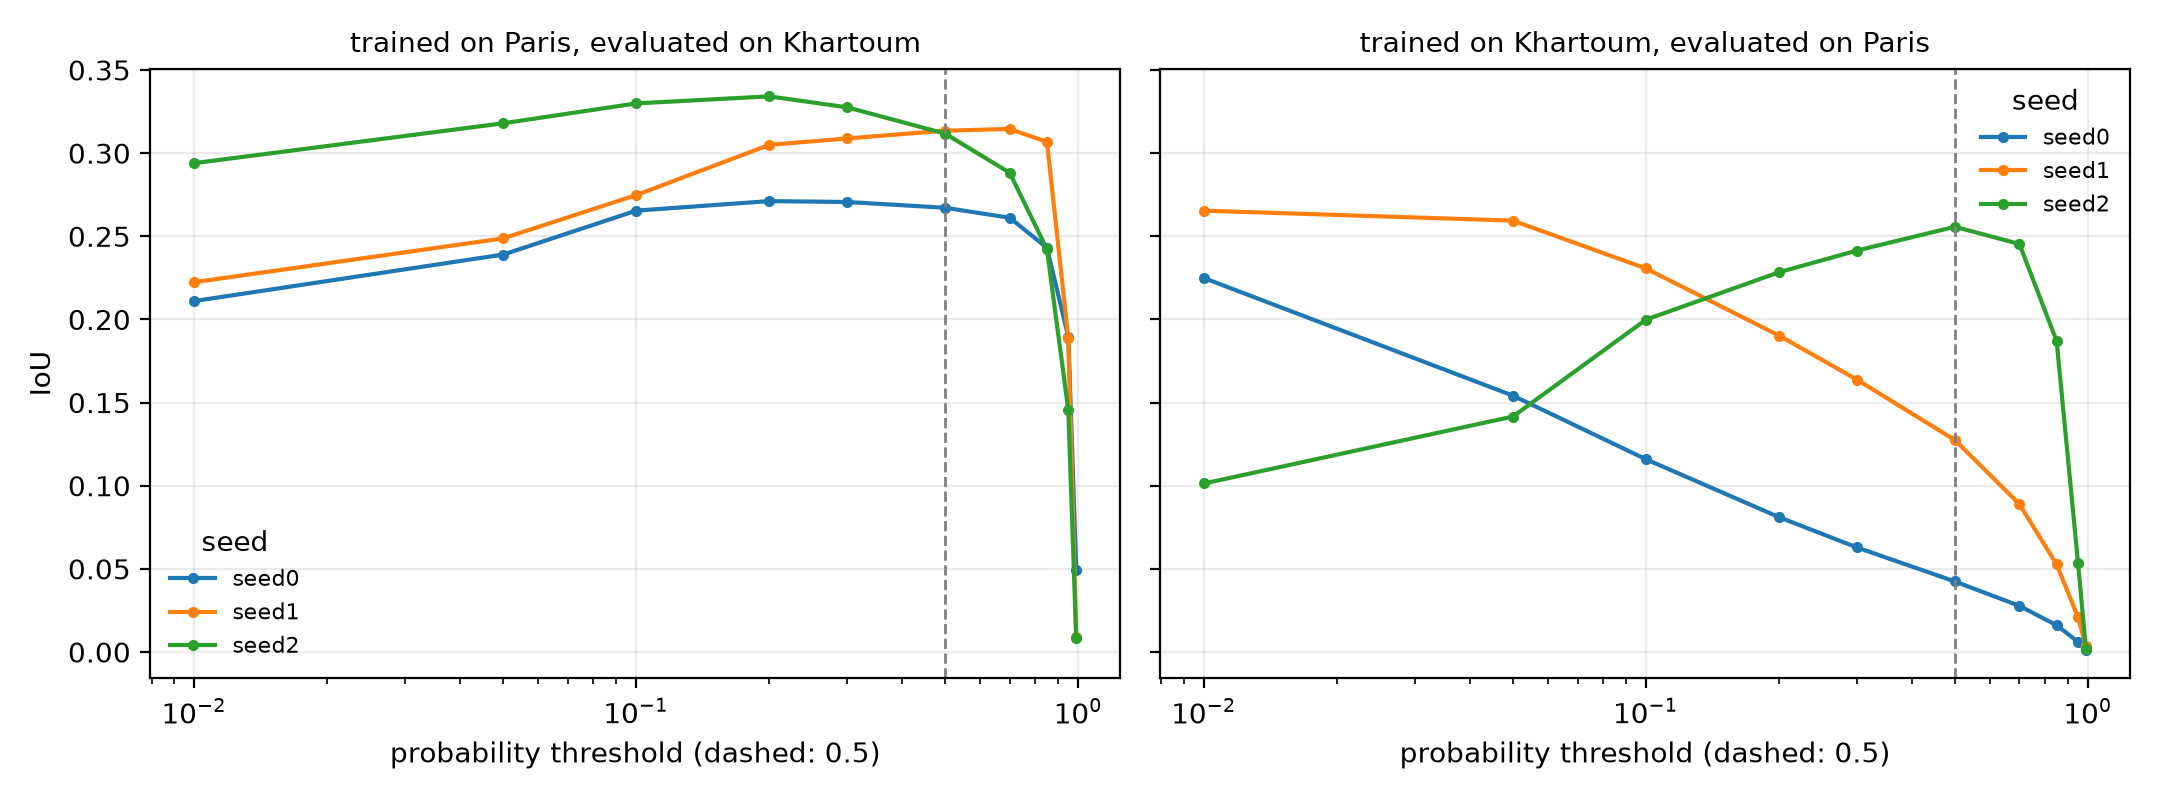 trained on Paris, evaluated on Khartoum
IoU
0.35
0.30
0.25
0.20
0.15
0.10
0.05
0.00
seed
seed0
seed1
seed2
10⁻²
10⁻¹
10⁰
probability threshold (dashed: 0.5)
trained on Khartoum, evaluated on Paris
seed
seed0
seed1
seed2
10⁻²
10⁻¹
10⁰
probability threshold (dashed: 0.5)